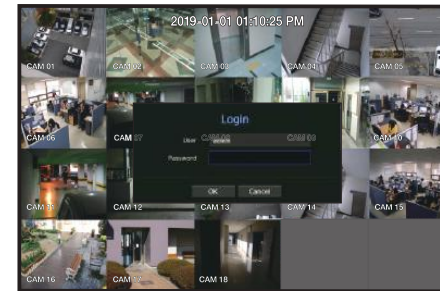 2019-01-01 01:10:25 PM
CAM 01
CAM 02
CAM 03
CAM 04
CAM 05
Login
CAM 06
CAM 07
CAM 08
CAM 09
CAM 10
User
admin
Password
OK
Cancel
CAM 11
CAM 12
CAM 13
CAM 14
CAM 15
CAM 16
CAM 17
CAM 18